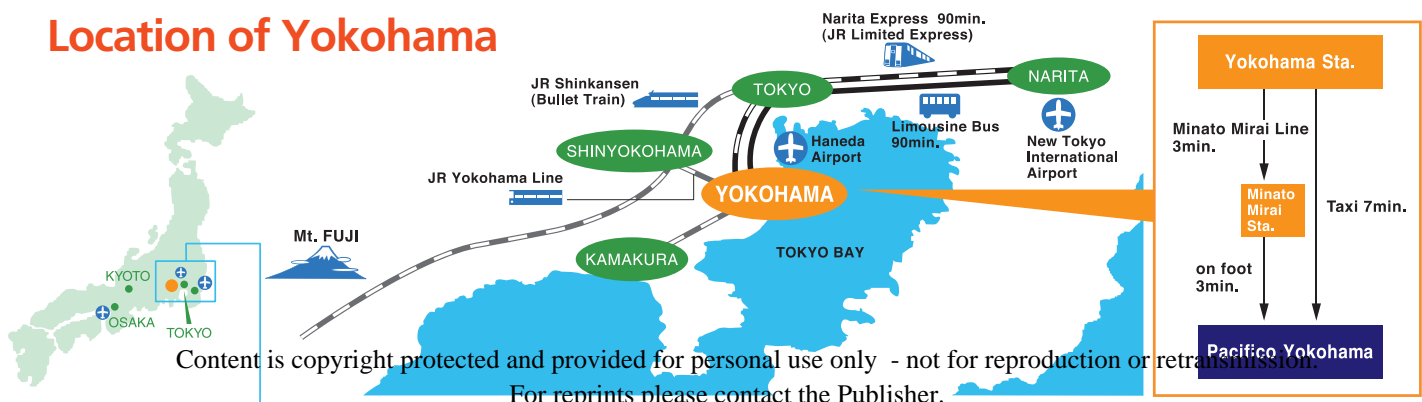 Location of Yokohama
Narita Express 90min.
(JR Limited Express)
JR Shinkansen
(Bullet Train)
TOKYO
NARITA
Limousine Bus
90min.
Haneda
Airport
New Tokyo
International
Airport
SHINYOKOHAMA
JR Yokohama Line
YOKOHAMA
Mt. FUJI
KAMAKURA
TOKYO BAY
KYOTO
OSAKA
TOKYO
Yokohama Sta.
Minato Mirai Line
3min.
Minato
Mirai
Sta.
Taxi 7min.
on foot
3min.
Pacifico Yokohama
Content is copyright protected and provided for personal use only - not for reproduction or retransmission.
For reprints please contact the Publisher.